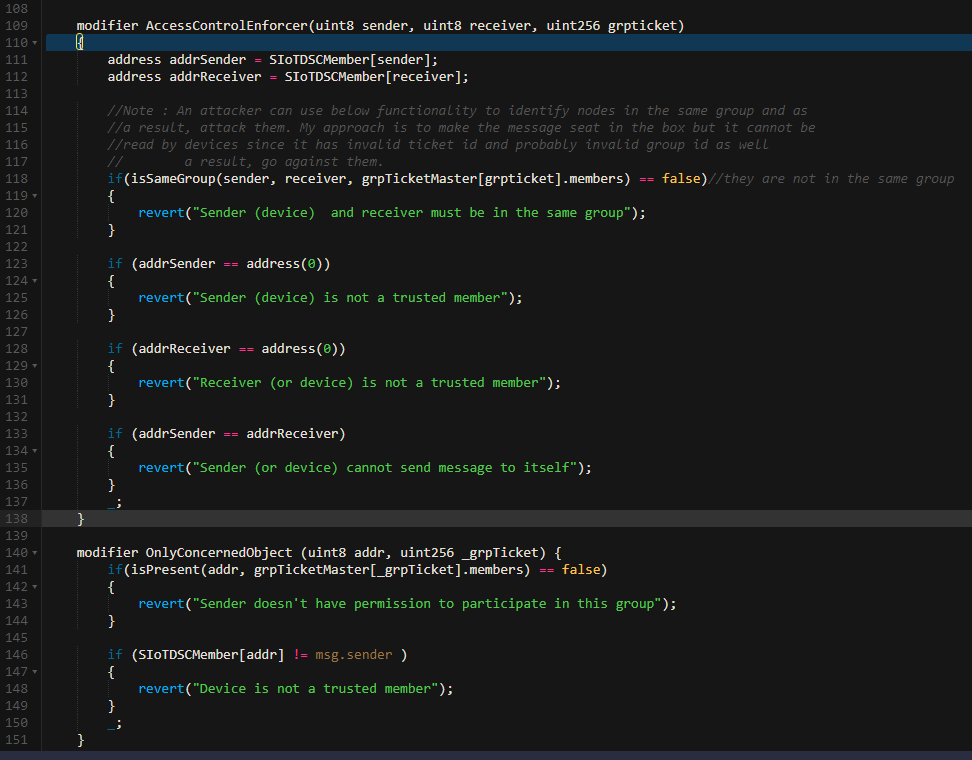 108
109 modifier AccessControlEnforcer(uint8 sender, uint8 receiver, uint256 grpticket)
110 {
111 address addrSender = SIoTDSCMember[sender];
112 address addrReceiver = SIoTDSCMember[receiver];
113
114 //Note : An attacker can use below functionality to identify nodes in the same group and as
115 //a result, attack them. My approach is to make the message seat in the box but it cannot be
116 //read by devices since it has invalid ticket id and probably invalid group id as well
117 //        a result, go against them.
118 if(isSameGroup(sender, receiver, grpTicketMaster[grpticket].members) == false)//they are not in the same group
119 {
120 revert("Sender (device)  and receiver must be in the same group");
121 }
122
123 if (addrSender == address(0))
124 {
125 revert("Sender (device) is not a trusted member");
126 }
127
128 if (addrReceiver == address(0))
129 {
130 revert("Receiver (or device) is not a trusted member");
131 }
132
133 if (addrSender == addrReceiver)
134 {
135 revert("Sender (or device) cannot send message to itself");
136 }
137 _;
138 }
139
140 modifier OnlyConcernedObject (uint8 addr, uint256 _grpTicket) {
141 if(isPresent(addr, grpTicketMaster[_grpTicket].members) == false)
142 {
143 revert("Sender doesn't have permission to participate in this group");
144 }
145
146 if (SIoTDSCMember[addr] != msg.sender )
147 {
148 revert("Device is not a trusted member");
149 }
150 _;
151 }